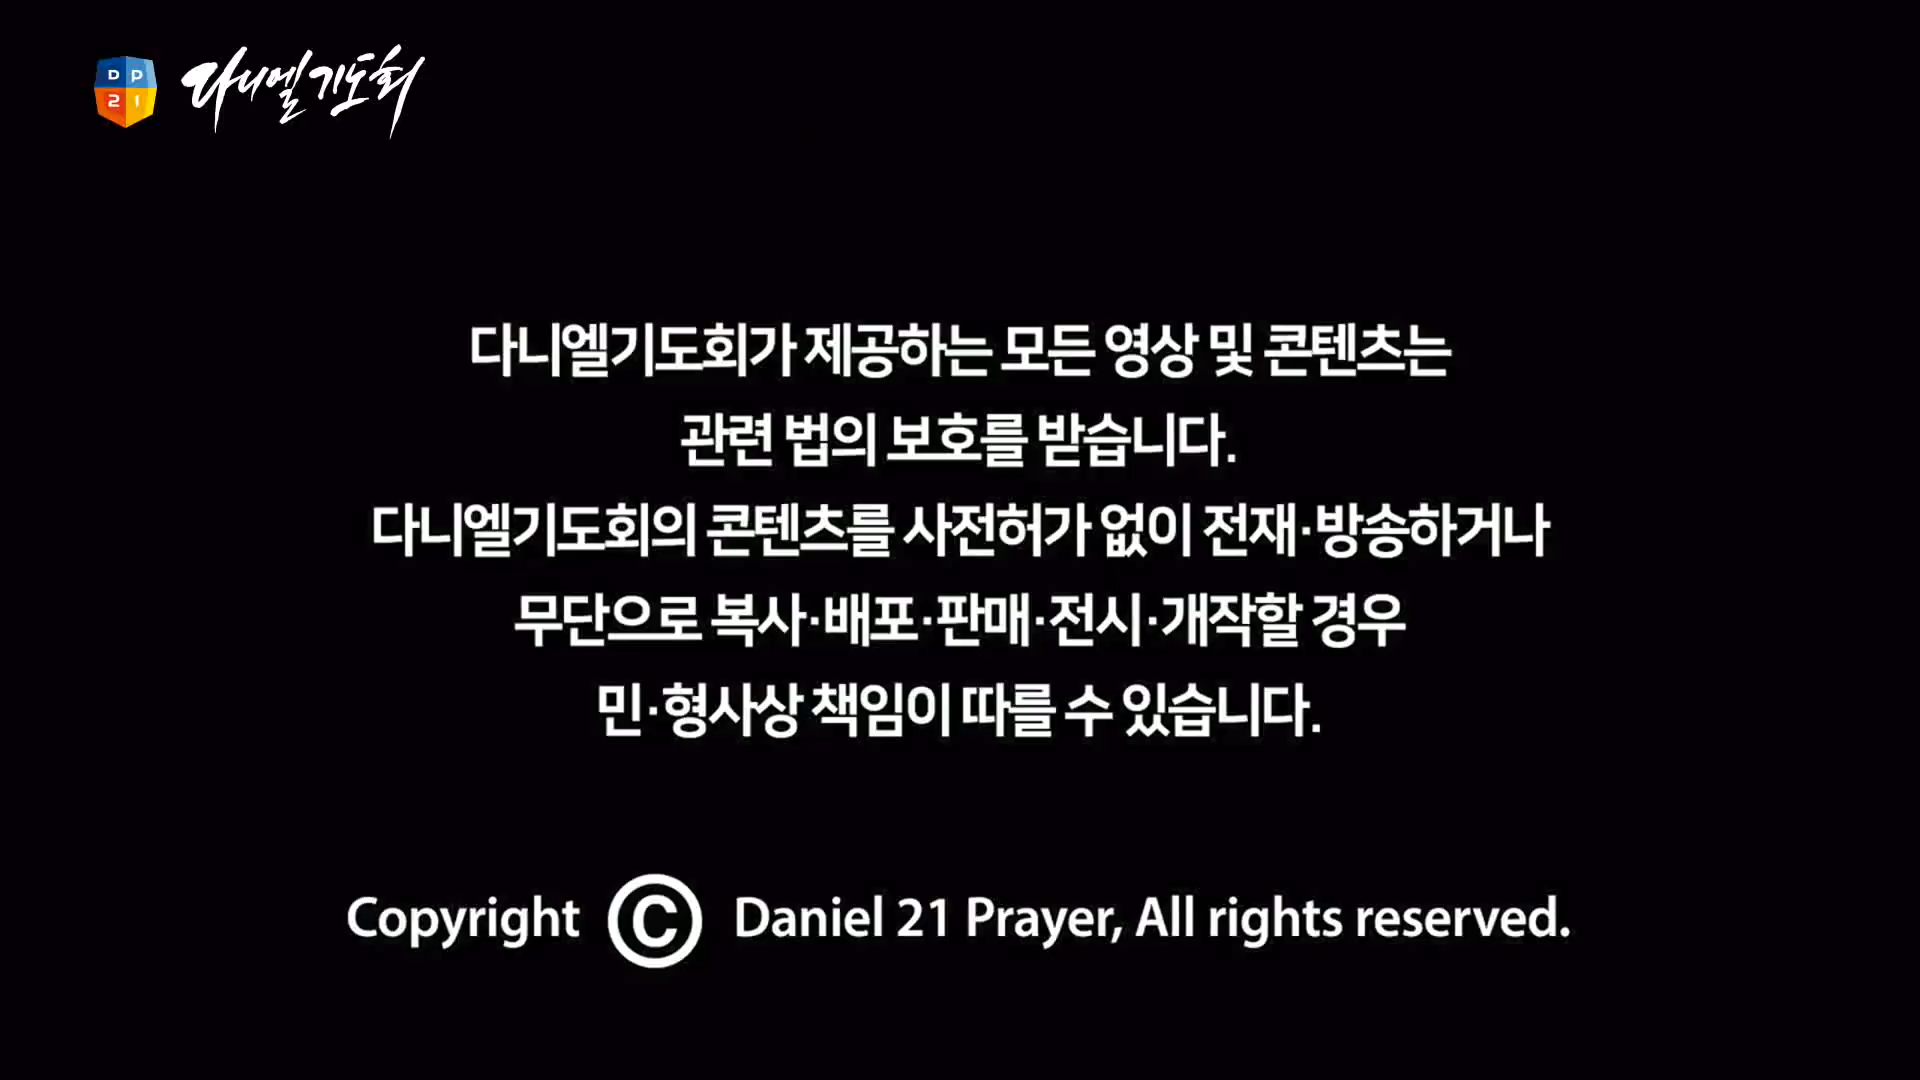 DP
21
다니엘기도회
다니엘기도회가 제공하는 모든 영상 및 콘텐츠는
관련 법의 보호를 받습니다.
다니엘기도회의 콘텐츠를 사전허가 없이 전재·방송하거나
무단으로 복사·배포·판매·전시·개작할 경우
민·형사상 책임이 따를 수 있습니다.
Copyright © Daniel 21 Prayer, All rights reserved.